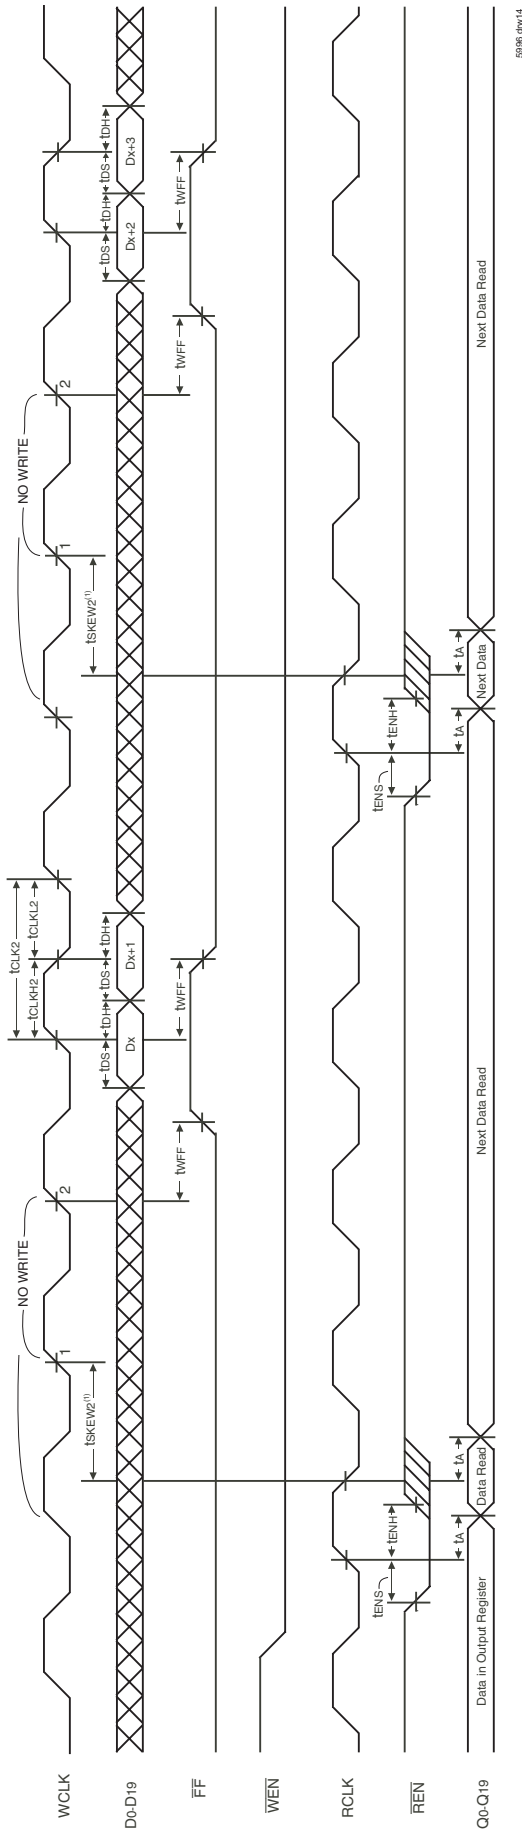 WCLK
NO WRITE
1
2
tCLK2
tCLKH2
tCLKL2
NO WRITE
1
2
tSKEW2(1)
tSKEW2(1)
D0-D19
tDS
tDH
tDS
tDH
Dx
Dx+1
tDS
tDH
tDS
tDH
Dx+2
Dx+3
FF
tWFF
tWFF
tWFF
tWFF
WEN
RCLK
REN
tENS
tENH
tENS
tENH
tA
tA
tA
tA
Q0-Q19
Data in Output Register
Data Read
Next Data Read
Next Data
Next Data Read
5996 drw14